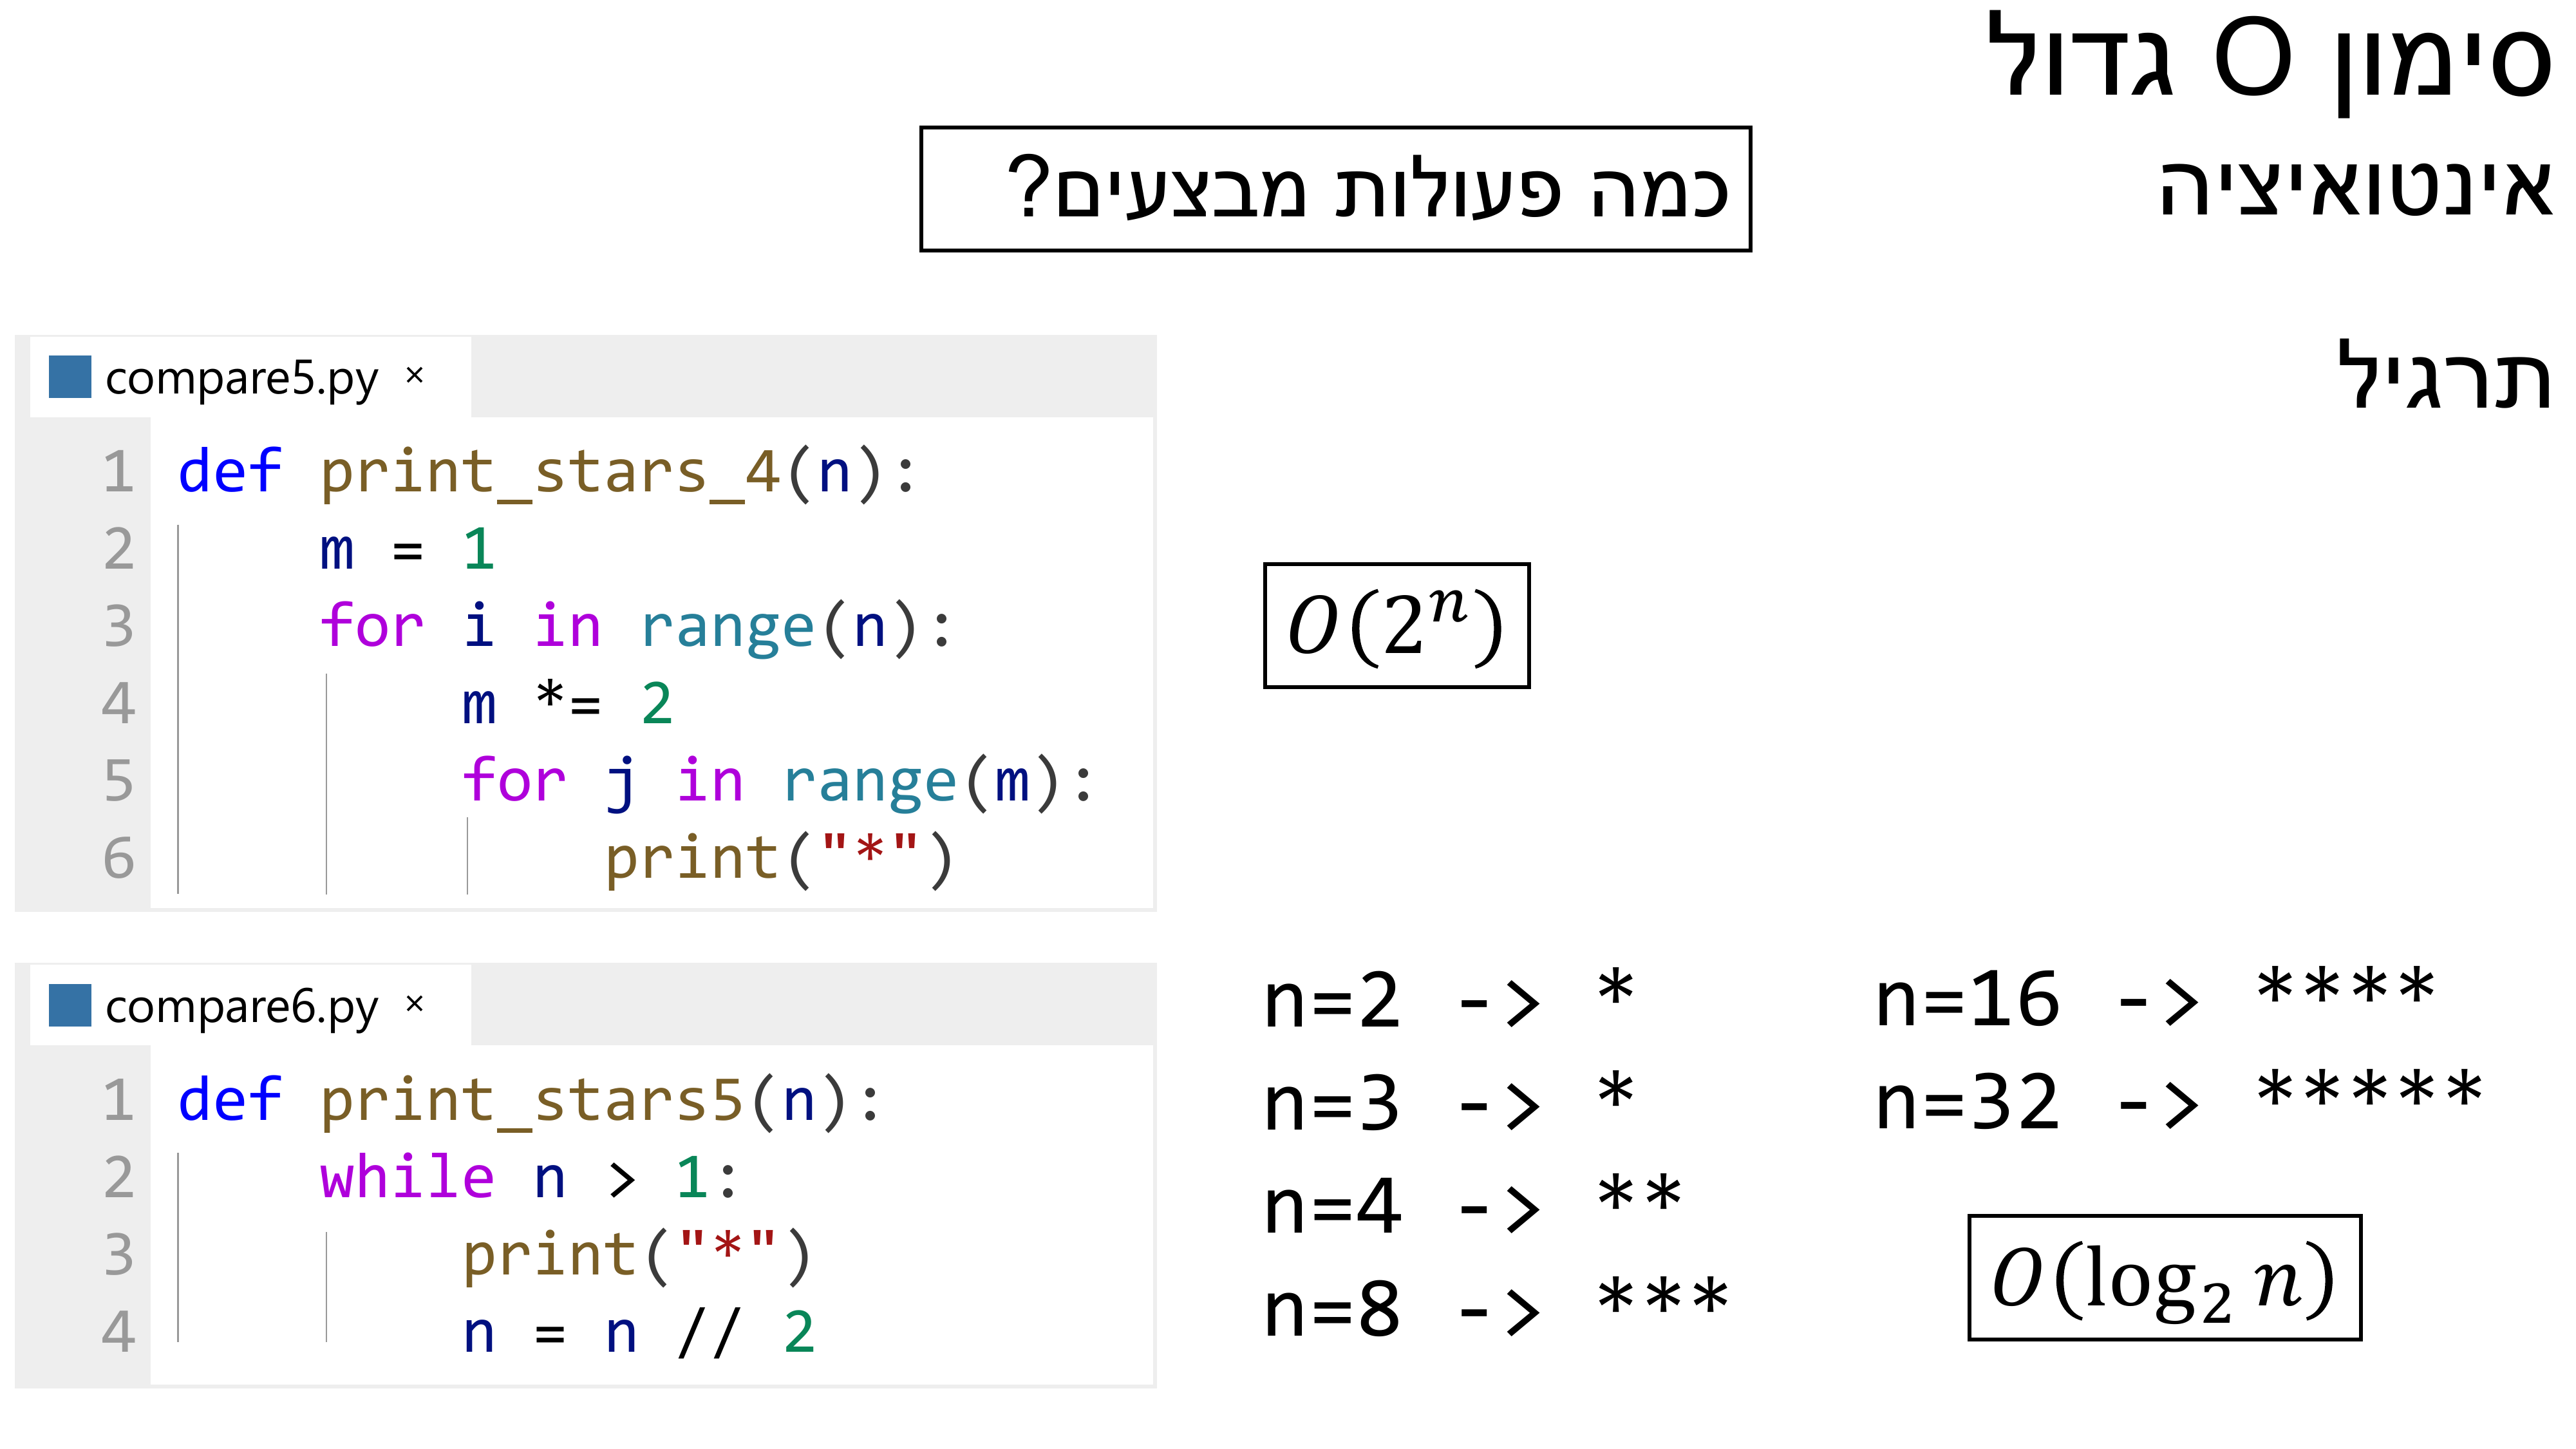 סימון O גדול
אינטואיציה
כמה פעולות מבצעים?
תרגיל
compare5.py ×
1 def print_stars_4(n):
2     m = 1
3     for i in range(n):
4         m *= 2
5         for j in range(m):
6             print("*")
O(2ⁿ)
compare6.py ×
1 def print_stars5(n):
2     while n > 1:
3         print("*")
4         n = n // 2
n=2 -> *
n=3 -> *
n=4 -> **
n=8 -> ***
n=16 -> ****
n=32 -> *****
O(log₂ n)